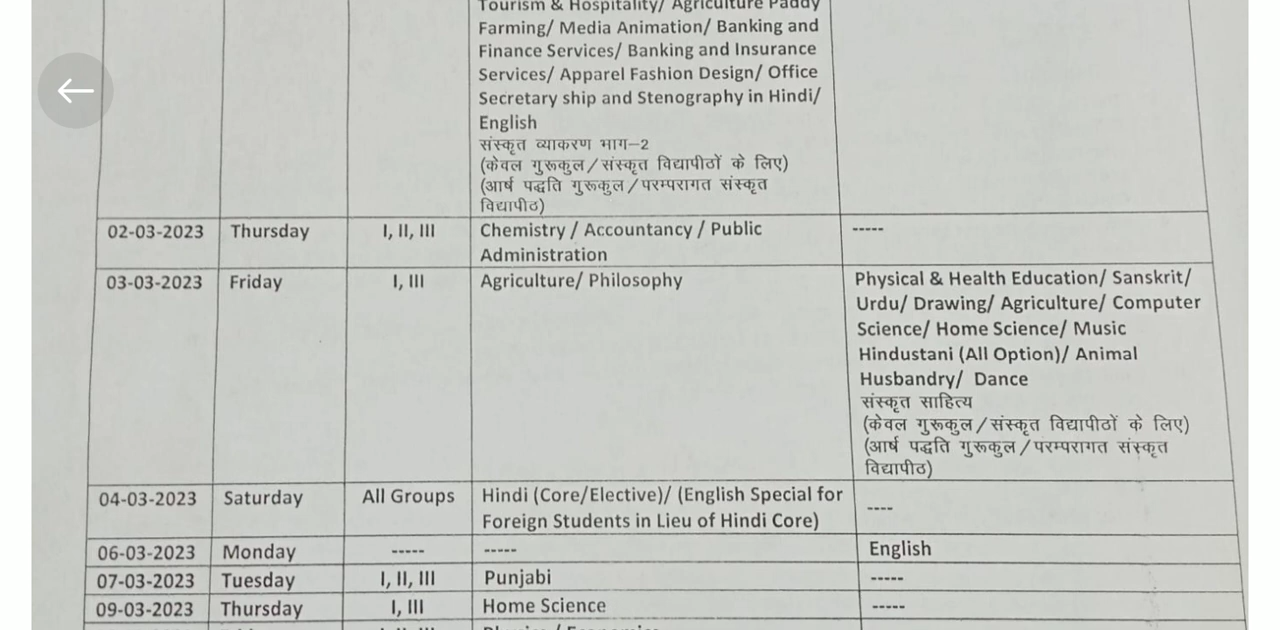 Tourism & Hospitality/ Agriculture Paddy
Farming/ Media Animation/ Banking and
Finance Services/ Banking and Insurance
Services/ Apparel Fashion Design/ Office
Secretary ship and Stenography in Hindi/
English
संस्कृत व्याकरण भाग–2
(केवल गुरूकुल/संस्कृत विद्यापीठों के लिए)
(आर्ष पद्धति गुरूकुल/परम्परागत संस्कृत
विद्यापीठ)
02-03-2023 Thursday I, II, III Chemistry / Accountancy / Public -----
Administration
03-03-2023 Friday I, III Agriculture/ Philosophy Physical & Health Education/ Sanskrit/
Urdu/ Drawing/ Agriculture/ Computer
Science/ Home Science/ Music
Hindustani (All Option)/ Animal
Husbandry/ Dance
संस्कृत साहित्य
(केवल गुरूकुल/संस्कृत विद्यापीठों के लिए)
(आर्ष पद्धति गुरूकुल/परम्परागत संस्कृत
विद्यापीठ)
04-03-2023 Saturday All Groups Hindi (Core/Elective)/ (English Special for ----
Foreign Students in Lieu of Hindi Core)
06-03-2023 Monday ----- ----- English
07-03-2023 Tuesday I, II, III Punjabi -----
09-03-2023 Thursday I, III Home Science -----